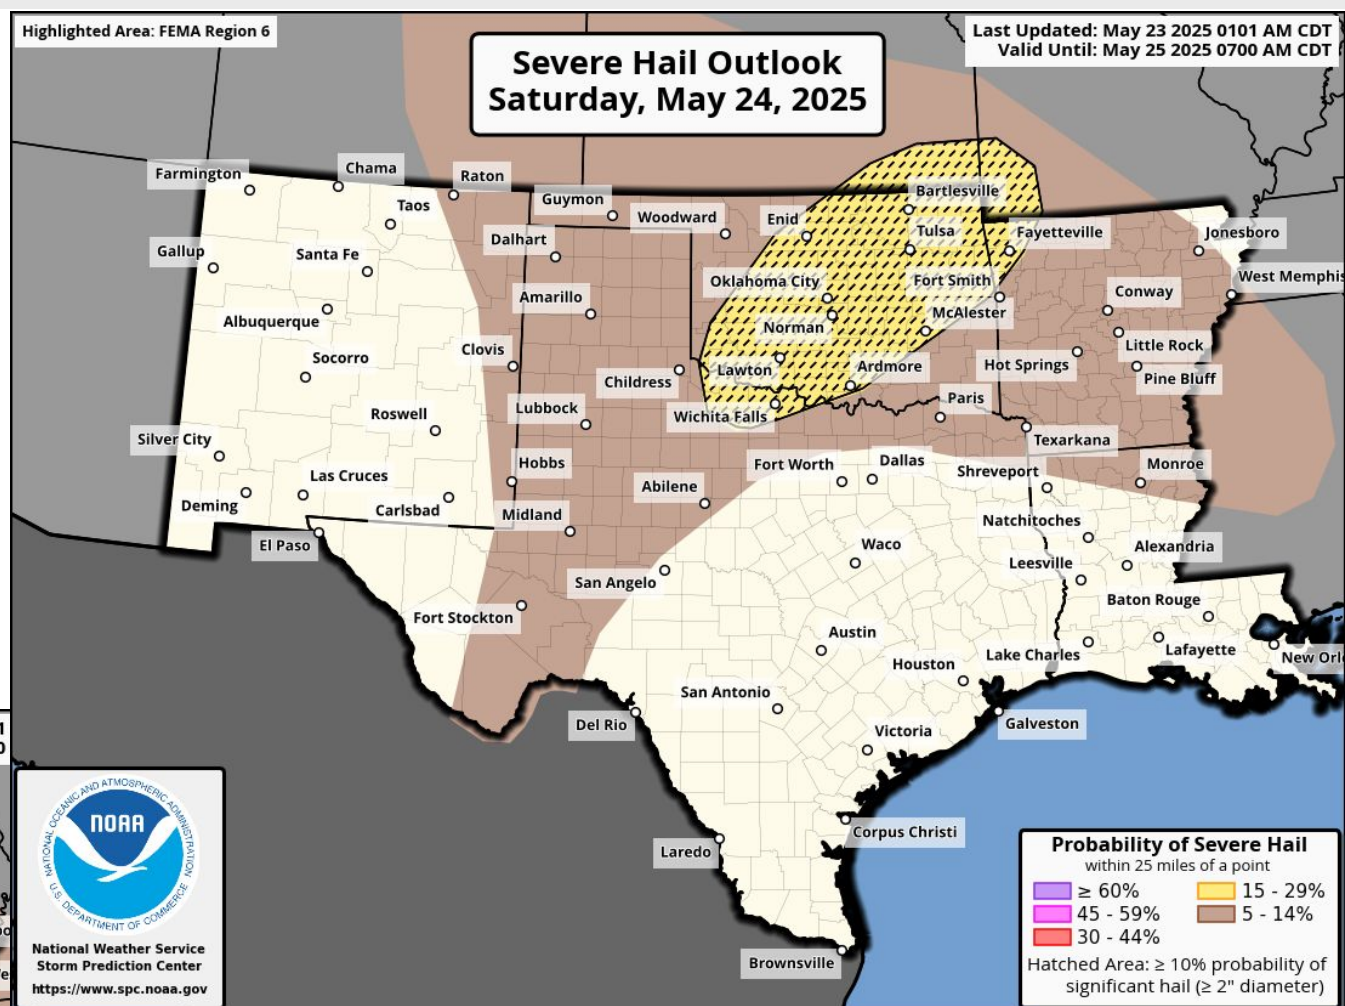 Highlighted Area: FEMA Region 6
Severe Hail Outlook
Saturday, May 24, 2025
Last Updated: May 23 2025 0101 AM CDT
Valid Until: May 25 2025 0700 AM CDT
Farmington
Chama
Raton
Taos
Guymon
Woodward
Enid
Bartlesville
Gallup
Santa Fe
Dalhart
Tulsa
Fayetteville
Jonesboro
Oklahoma City
Fort Smith
West Memphis
Albuquerque
Amarillo
Norman
McAlester
Conway
Socorro
Clovis
Childress
Lawton
Ardmore
Hot Springs
Little Rock
Pine Bluff
Roswell
Lubbock
Wichita Falls
Paris
Texarkana
Silver City
Las Cruces
Hobbs
Fort Worth
Dallas
Shreveport
Monroe
Deming
Carlsbad
Midland
Abilene
Natchitoches
El Paso
San Angelo
Waco
Leesville
Alexandria
Fort Stockton
Austin
Baton Rouge
Houston
Lake Charles
Lafayette
San Antonio
Del Rio
Victoria
Galveston
Laredo
Corpus Christi
Brownsville
NATIONAL OCEANIC AND ATMOSPHERIC ADMINISTRATION
NOAA
U.S. DEPARTMENT OF COMMERCE
National Weather Service
Storm Prediction Center
https://www.spc.noaa.gov
Probability of Severe Hail
within 25 miles of a point
≥ 60%
15 - 29%
45 - 59%
5 - 14%
30 - 44%
Hatched Area: ≥ 10% probability of
significant hail (≥ 2" diameter)